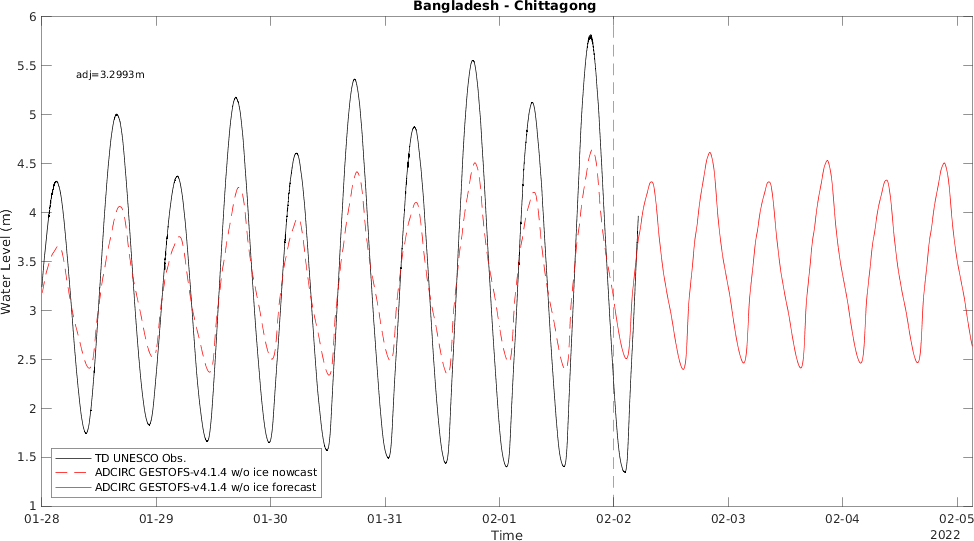 Bangladesh - Chittagong
6
5.5
5
4.5
4
3.5
3
2.5
2
1.5
1
Water Level (m)
adj=3.2993m
TD UNESCO Obs.
ADCIRC GESTOFS-v4.1.4 w/o ice nowcast
ADCIRC GESTOFS-v4.1.4 w/o ice forecast
01-28 01-29 01-30 01-31 02-01 02-02 02-03 02-04 02-05
Time
2022